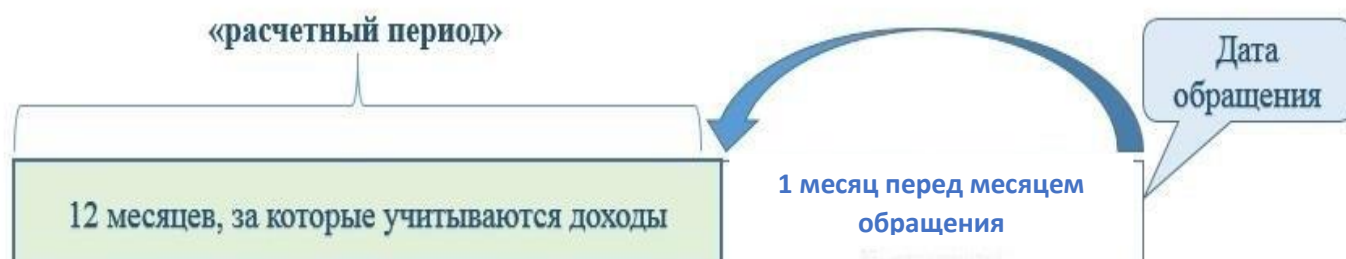 «расчетный период»
Дата
обращения
12 месяцев, за которые учитываются доходы
1 месяц перед месяцем
обращения